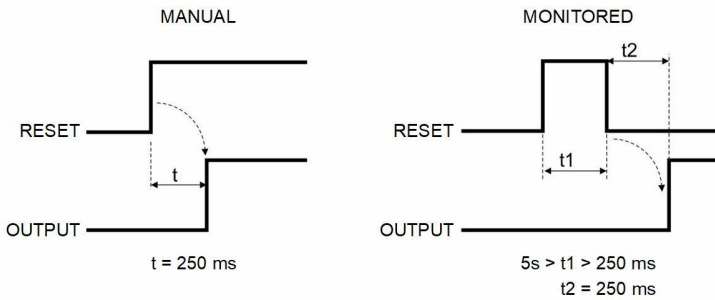 MANUAL
RESET
t
OUTPUT
t = 250 ms
MONITORED
t2
RESET
t1
OUTPUT
5s > t1 > 250 ms
t2 = 250 ms